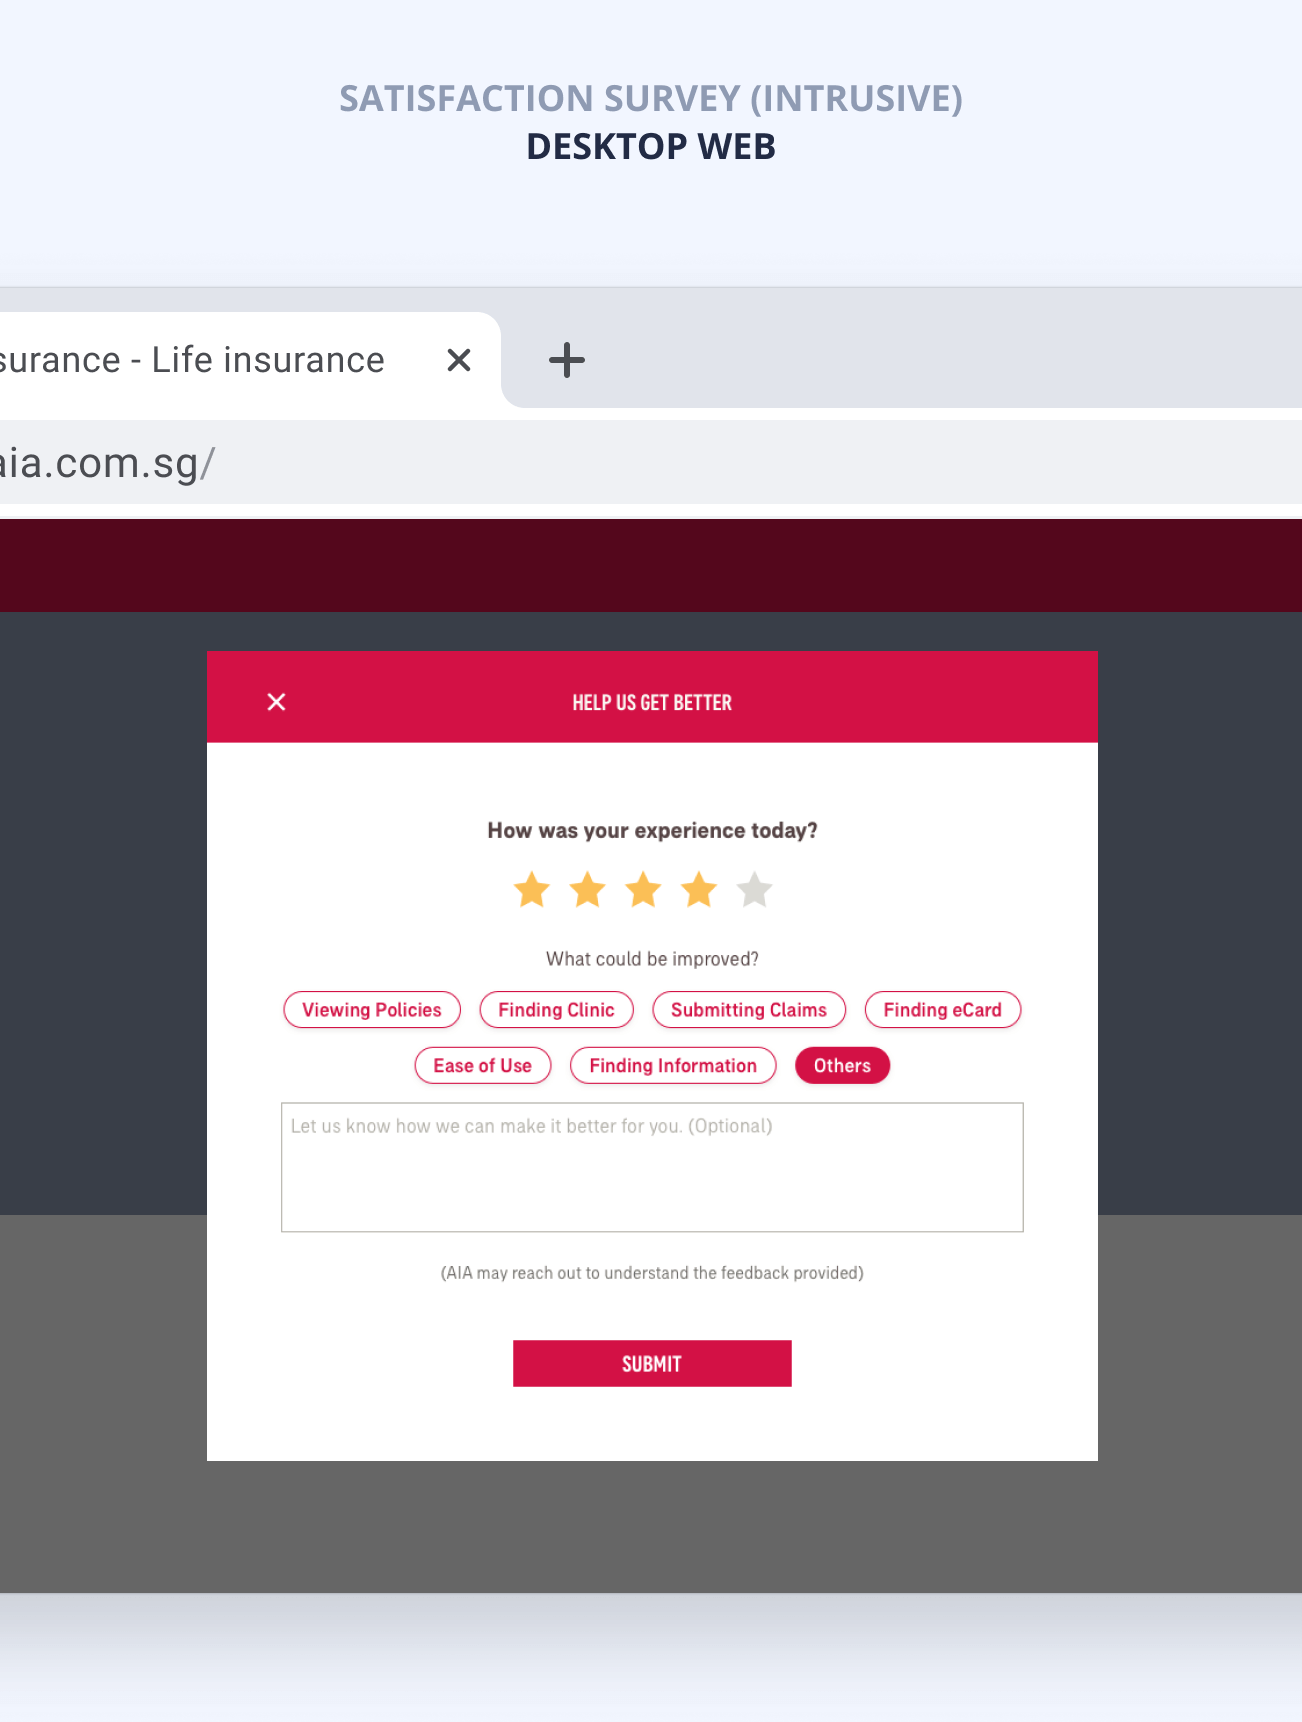 SATISFACTION SURVEY (INTRUSIVE)
DESKTOP WEB
surance - Life insurance
aia.com.sg/
HELP US GET BETTER
How was your experience today?
What could be improved?
Viewing Policies Finding Clinic Submitting Claims Finding eCard
Ease of Use Finding Information Others
Let us know how we can make it better for you. (Optional)
(AIA may reach out to understand the feedback provided)
SUBMIT